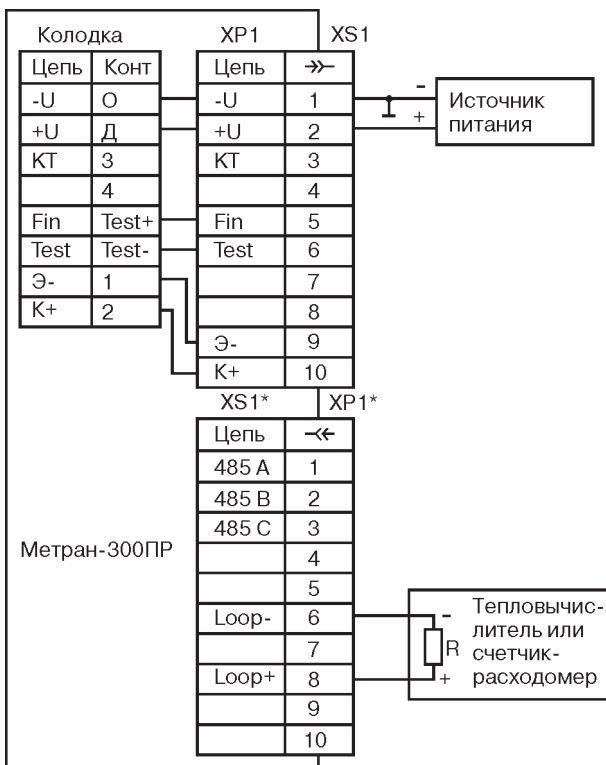 Колодка XP1 XS1
Цепь Конт Цепь
-U О -U 1 - Источник
+U Д +U 2 + питания
КТ 3 КТ 3
4 4
Fin Test+ Fin 5
Test Test- Test 6
Э- 1 7
К+ 2 8
Э- 9
К+ 10
XS1* XP1*
Цепь
485 A 1
485 B 2
485 C 3
Метран-300ПР 4
5
Loop- 6 - Тепловычис-
литель или
7 R счетчик-
Loop+ 8 + расходомер
9
10